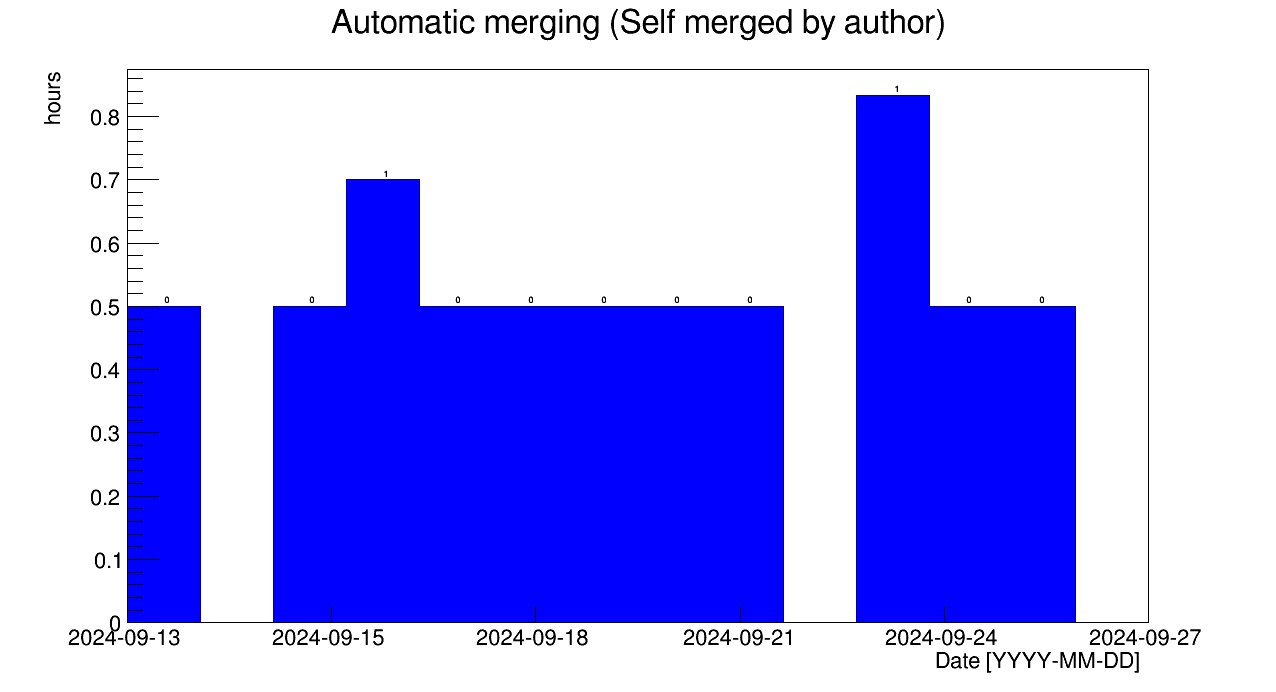 Automatic merging (Self merged by author)
hours
0.8
0.7
0.6
0.5
0.4
0.3
0.2
0.1
0
1
1
0 0 0 0 0 0 0 0 0
2024-09-13 2024-09-15 2024-09-18 2024-09-21 2024-09-24 2024-09-27
Date [YYYY-MM-DD]